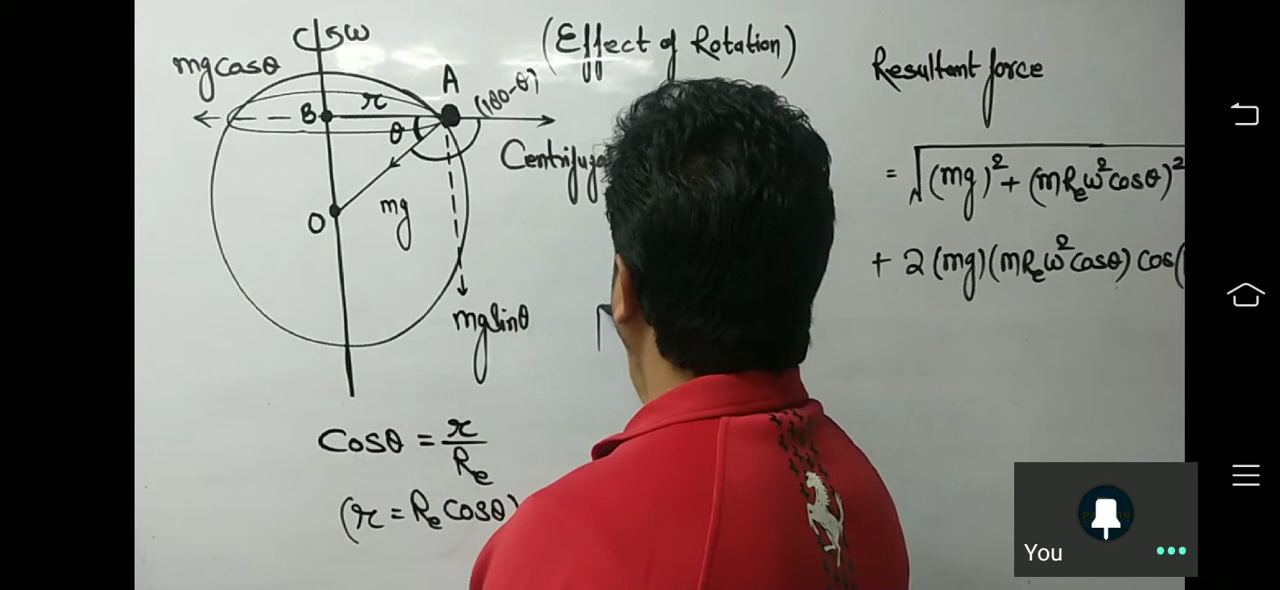 ω
(Effect of Rotation)
mg cosθ
A
(180-θ)
B
r
θ
Centrifuga
O
mg
mg sinθ
Cosθ = r/Re
(r = Re Cosθ)
Resultant force
= √(mg)² + (mReω²cosθ)²
+ 2 (mg)(mReω²cosθ) cos(
You